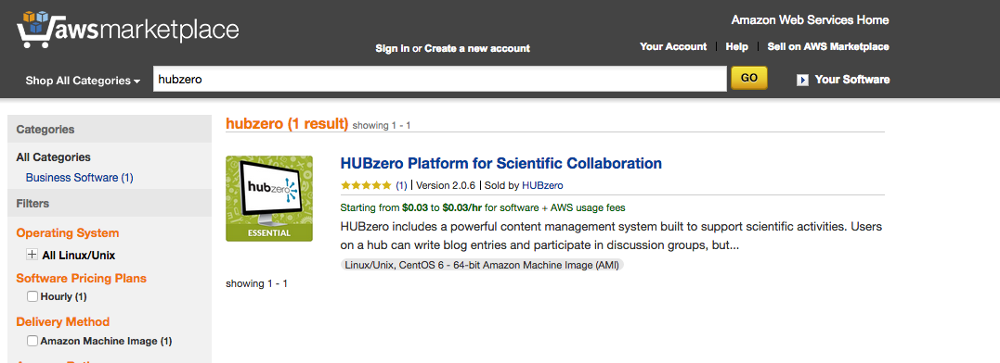 awsmarketplace
Amazon Web Services Home
Sign in or Create a new account
Your Account | Help | Sell on AWS Marketplace
Shop All Categories
hubzero
GO
Your Software
Categories
All Categories
Business Software (1)
Filters
Operating System
All Linux/Unix
Software Pricing Plans
Hourly (1)
Delivery Method
Amazon Machine Image (1)
hubzero (1 result) showing 1 - 1
hubzero
ESSENTIAL
HUBzero Platform for Scientific Collaboration
(1) | Version 2.0.6 | Sold by HUBzero
Starting from $0.03 to $0.03/hr for software + AWS usage fees
HUBzero includes a powerful content management system built to support scientific activities. Users
on a hub can write blog entries and participate in discussion groups, but...
Linux/Unix, CentOS 6 - 64-bit Amazon Machine Image (AMI)
showing 1 - 1